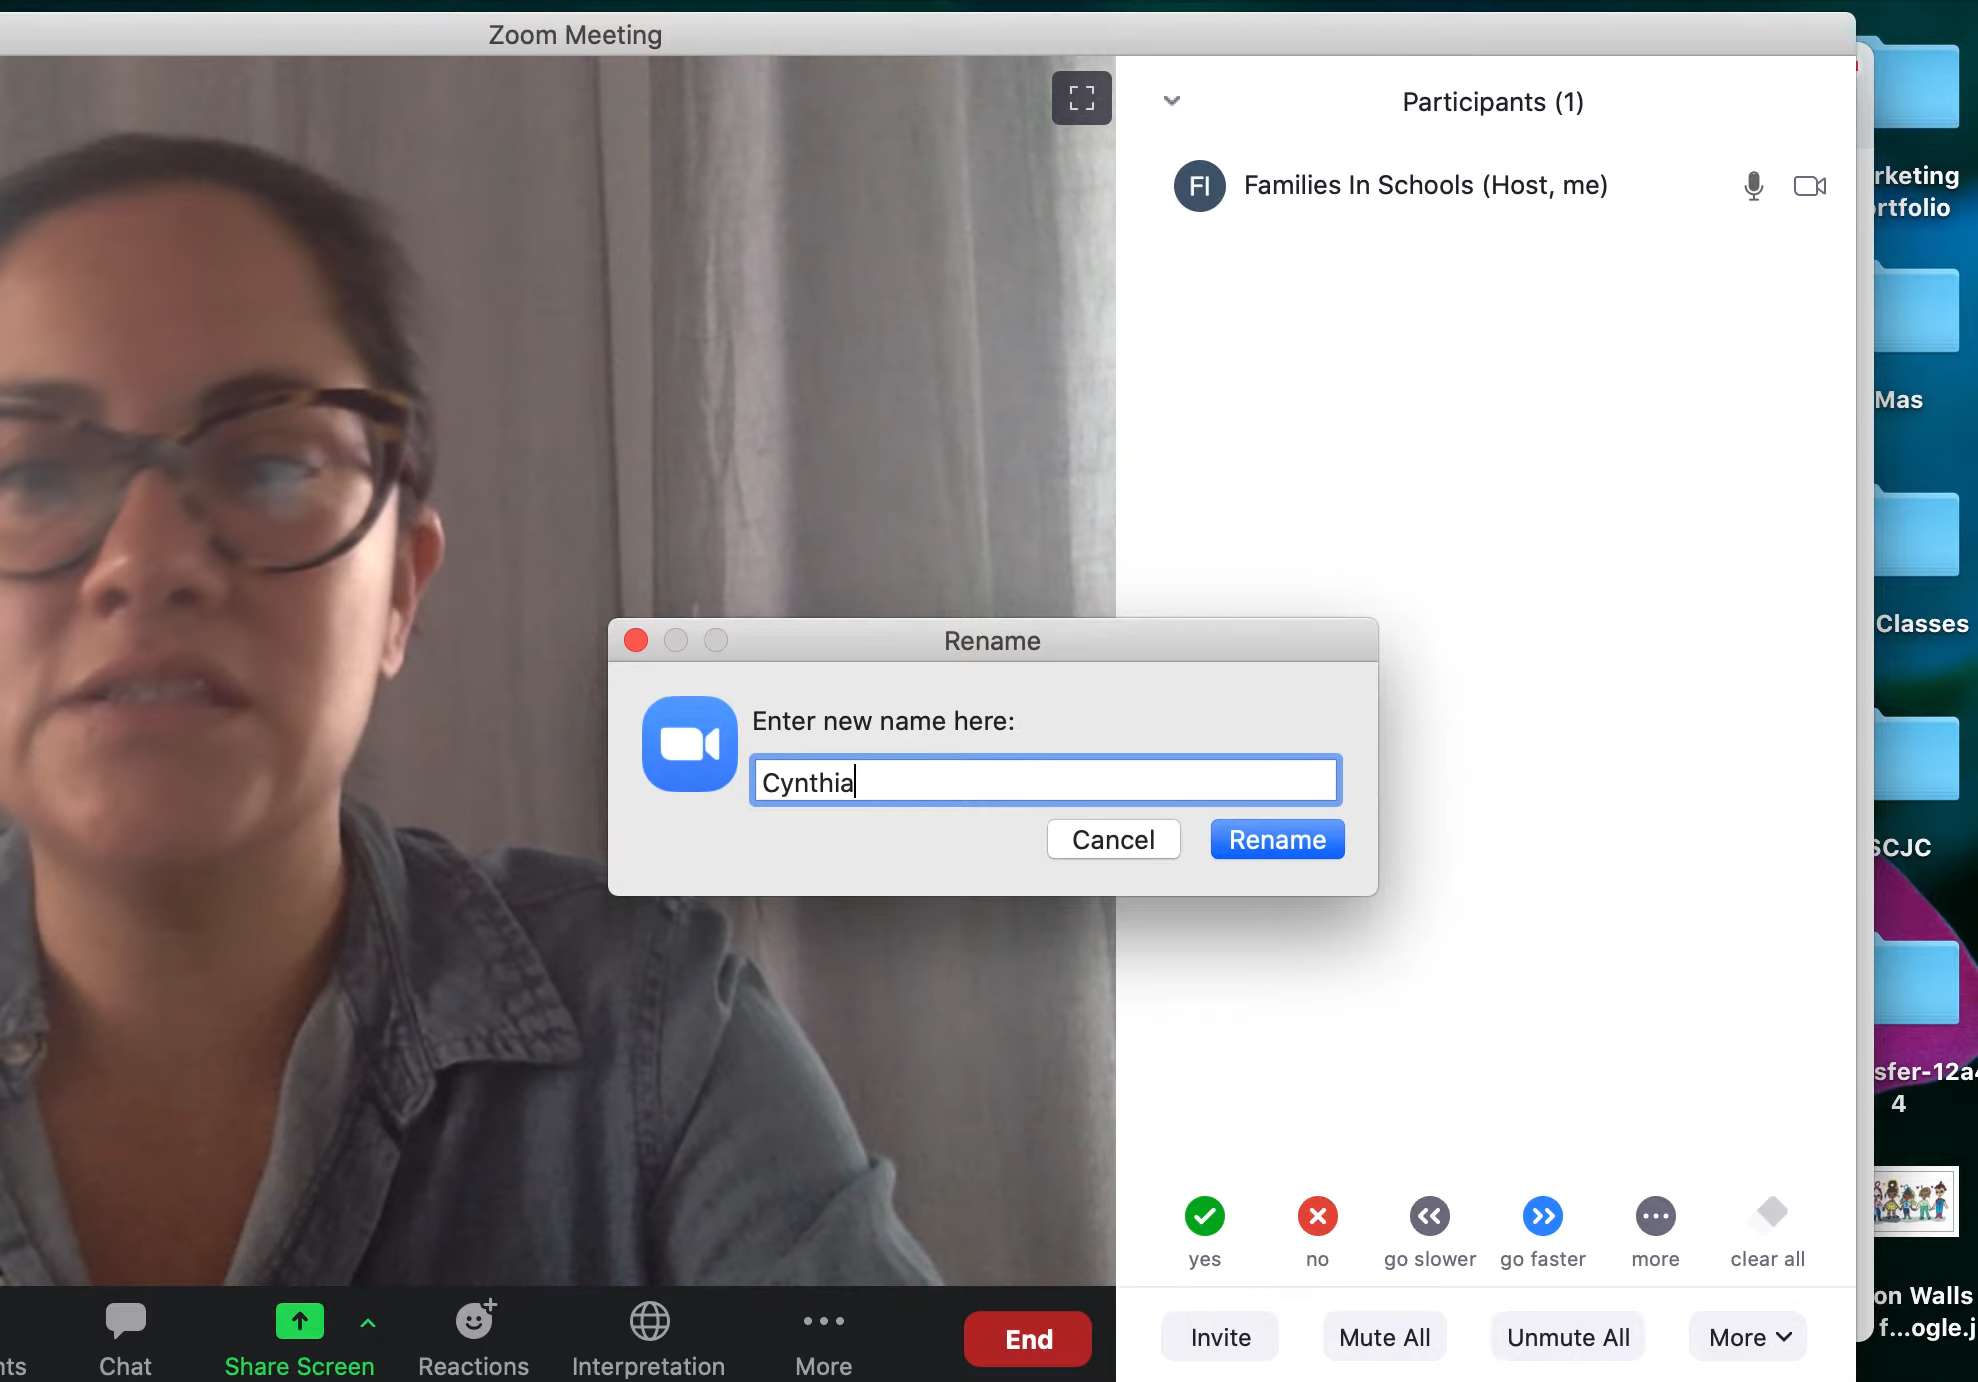 Zoom Meeting
Participants (1)
FI Families In Schools (Host, me)
Rename
Enter new name here:
Cynthia
Cancel
Rename
yes
no
go slower
go faster
more
clear all
Chat
Share Screen
Reactions
Interpretation
More
End
Invite
Mute All
Unmute All
More
rketing
rtfolio
Mas
Classes
SCJC
sfer-12a4
4
on Walls
f...ogle.j